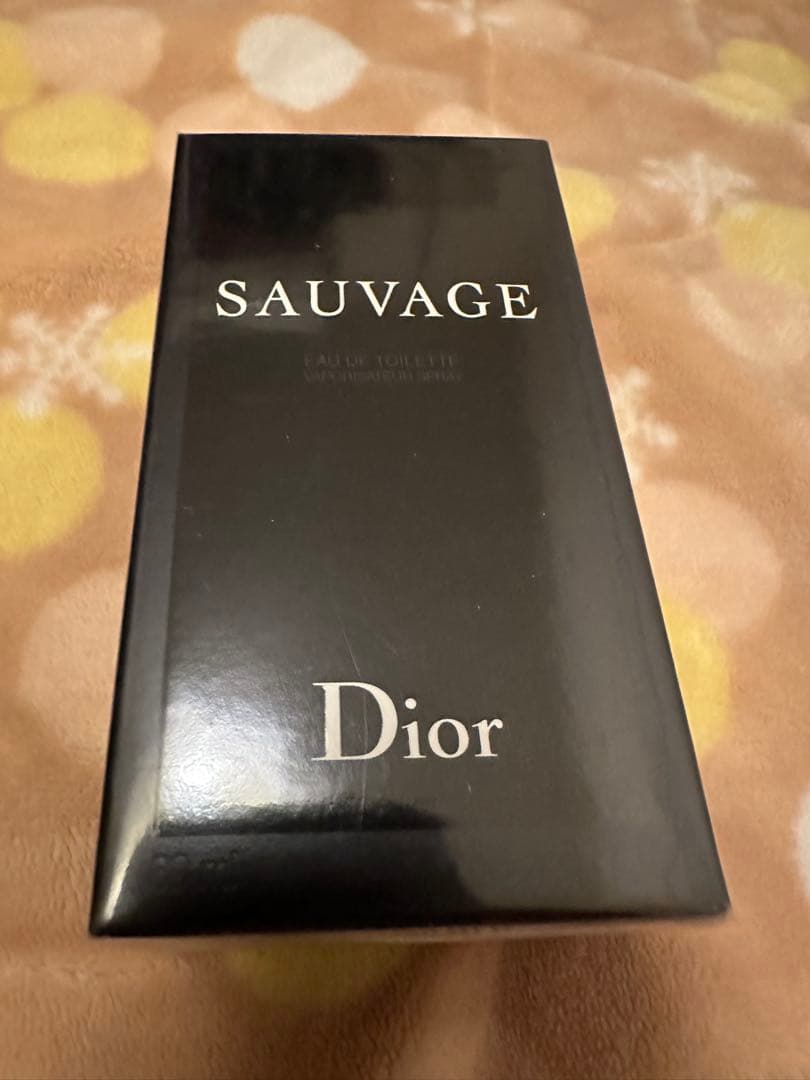 SAUVAGE
EAU DE TOILETTE
VAPORISATEUR SPRAY
Dior